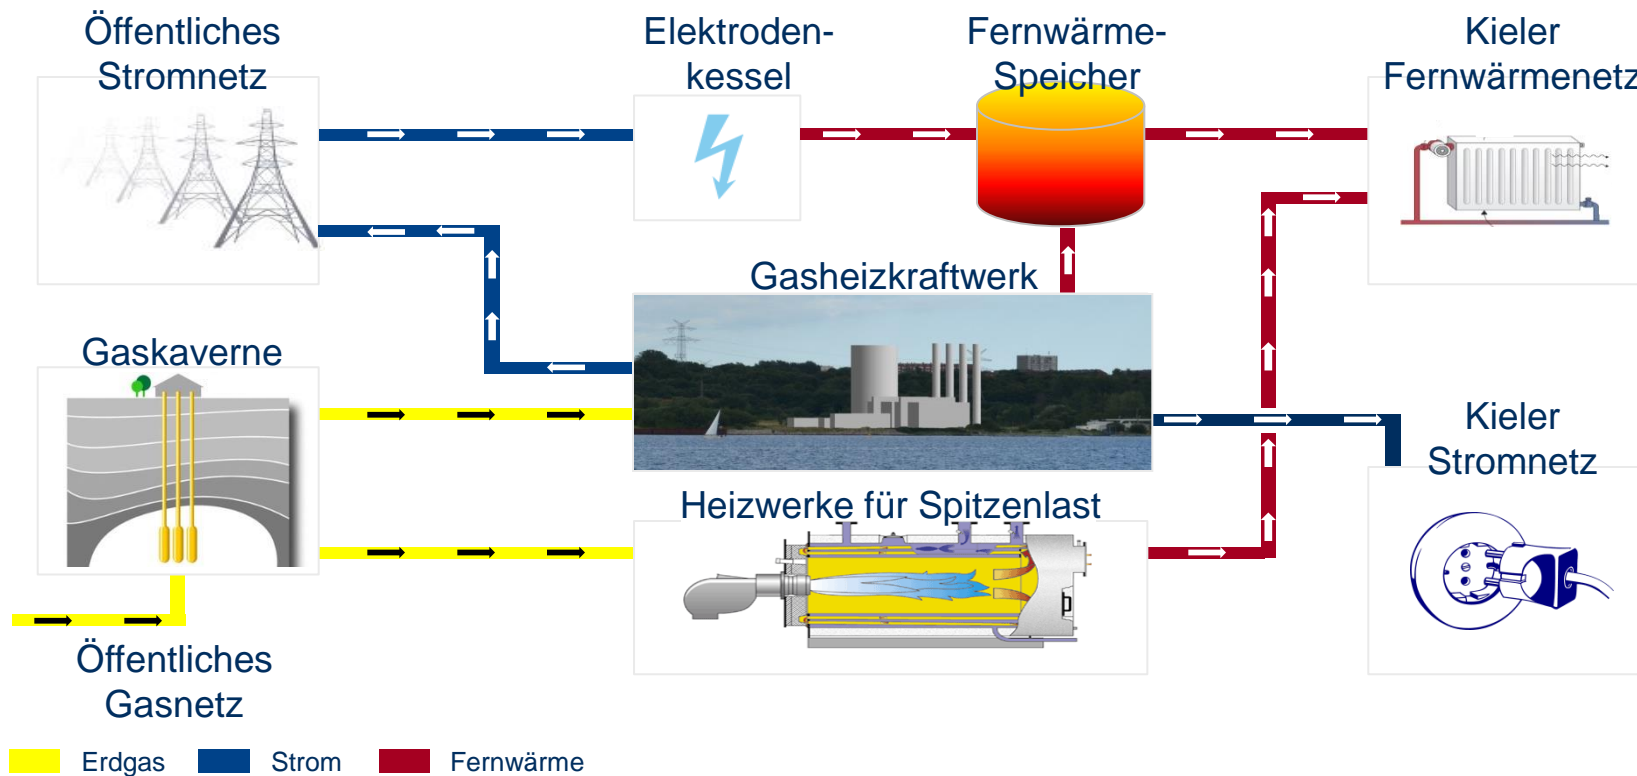 Öffentliches
Stromnetz
Elektroden-
kessel
Fernwärme-
Speicher
Kieler
Fernwärmenetz
Gasheizkraftwerk
Gaskaverne
Kieler
Stromnetz
Heizwerke für Spitzenlast
Öffentliches
Gasnetz
Erdgas
Strom
Fernwärme